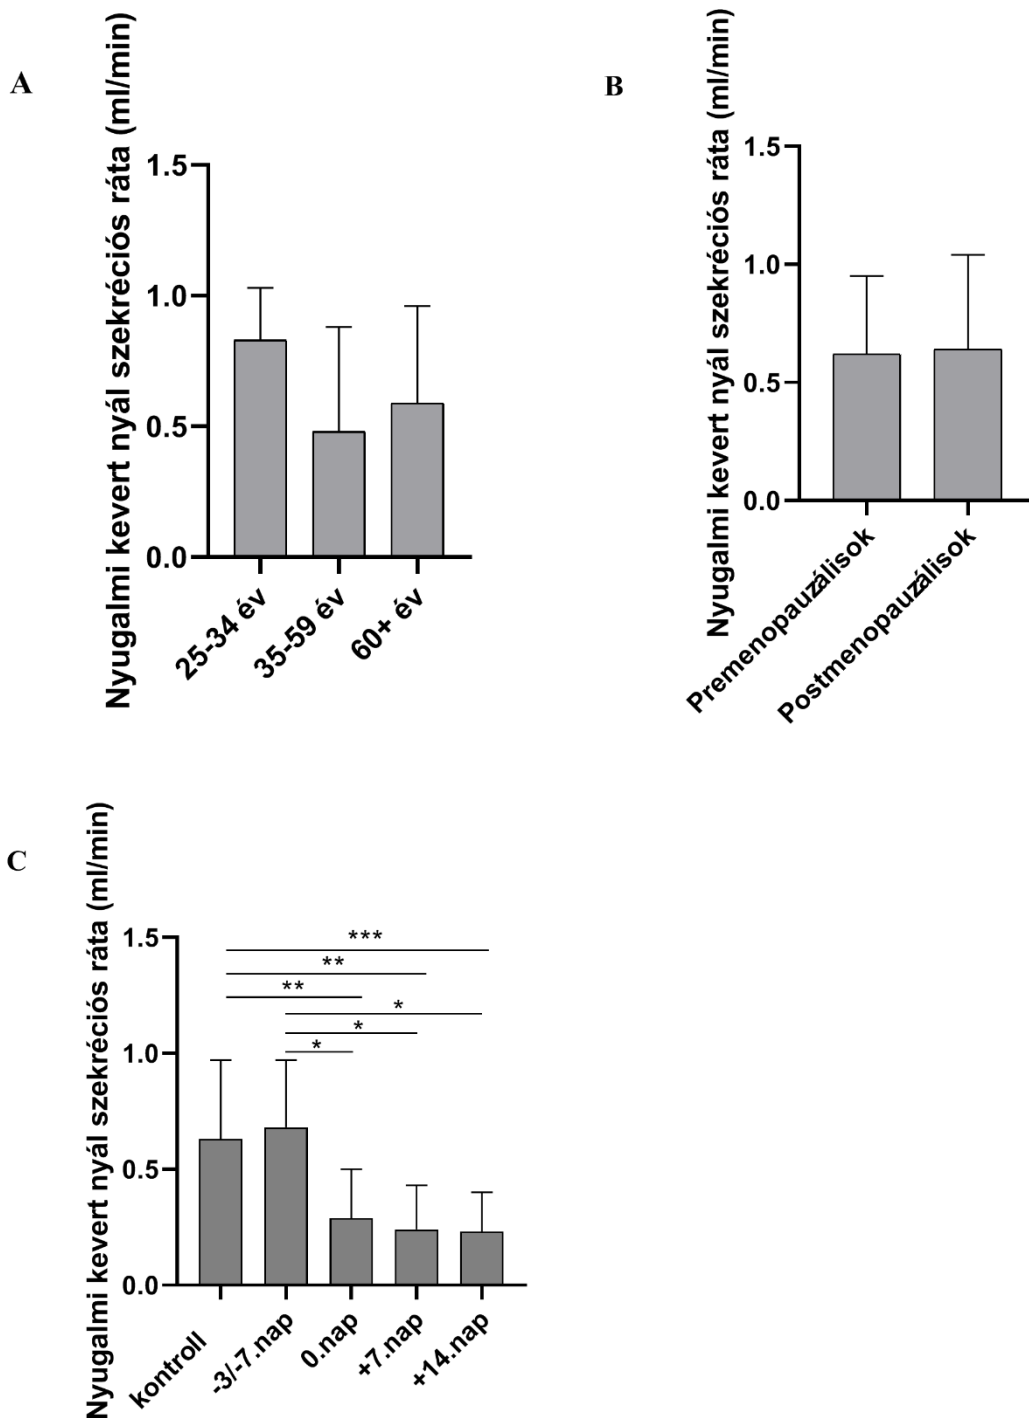 A
Nyugalmi kevert nyál szekréciós ráta (ml/min)
1.5
1.0
0.5
0.0
25-34 év
35-59 év
60+ év
B
Nyugalmi kevert nyál szekréciós ráta (ml/min)
1.5
1.0
0.5
0.0
Premenopauzálisok
Postmenopauzálisok
C
Nyugalmi kevert nyál szekréciós ráta (ml/min)
1.5
1.0
0.5
0.0
***
**
**
*
*
*
kontroll
-3/-7.nap
0.nap
+7.nap
+14.nap